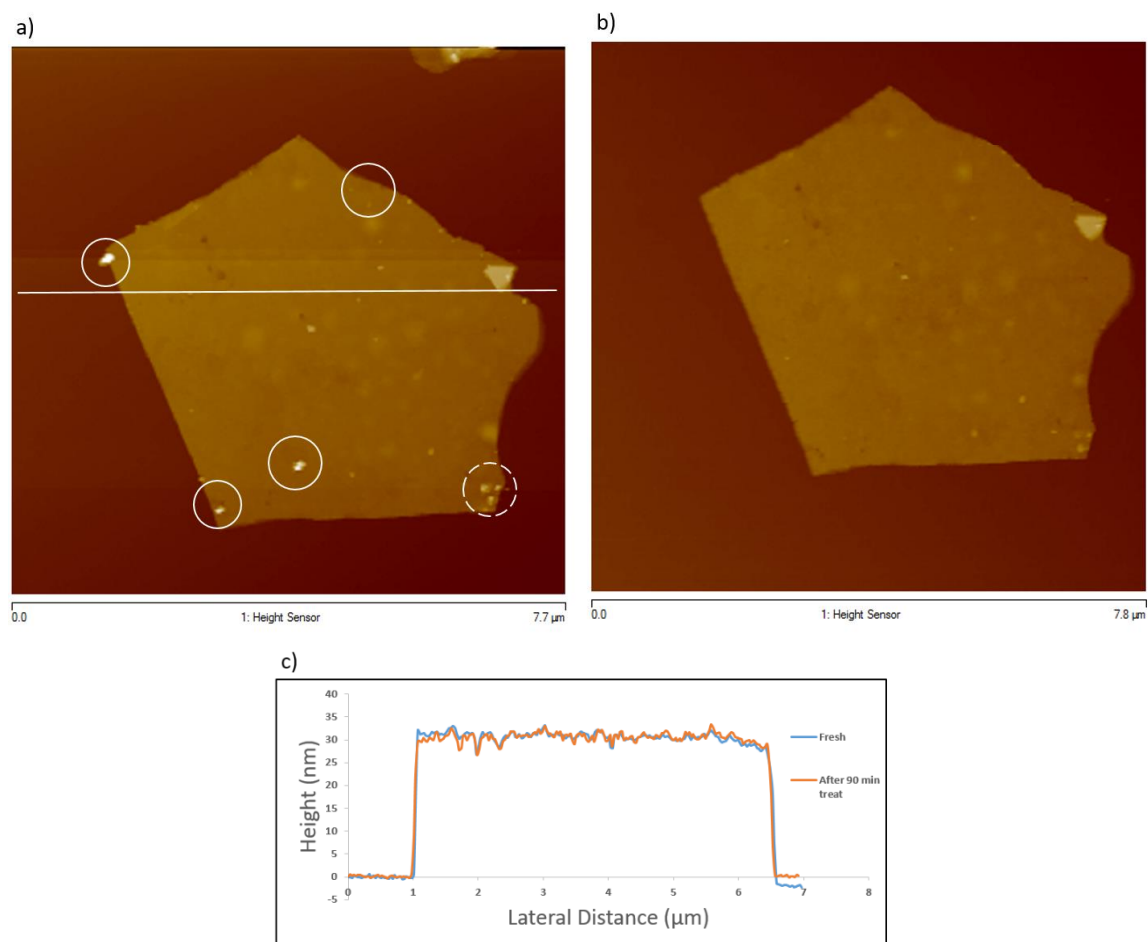 a)
b)
0.0
1: Height Sensor
7.7 µm
0.0
1: Height Sensor
7.8 µm
c)
40
35
30
25
20
15
10
5
0
-5
Height (nm)
0 1 2 3 4 5 6 7 8
Lateral Distance (µm)
Fresh
After 90 min
treat